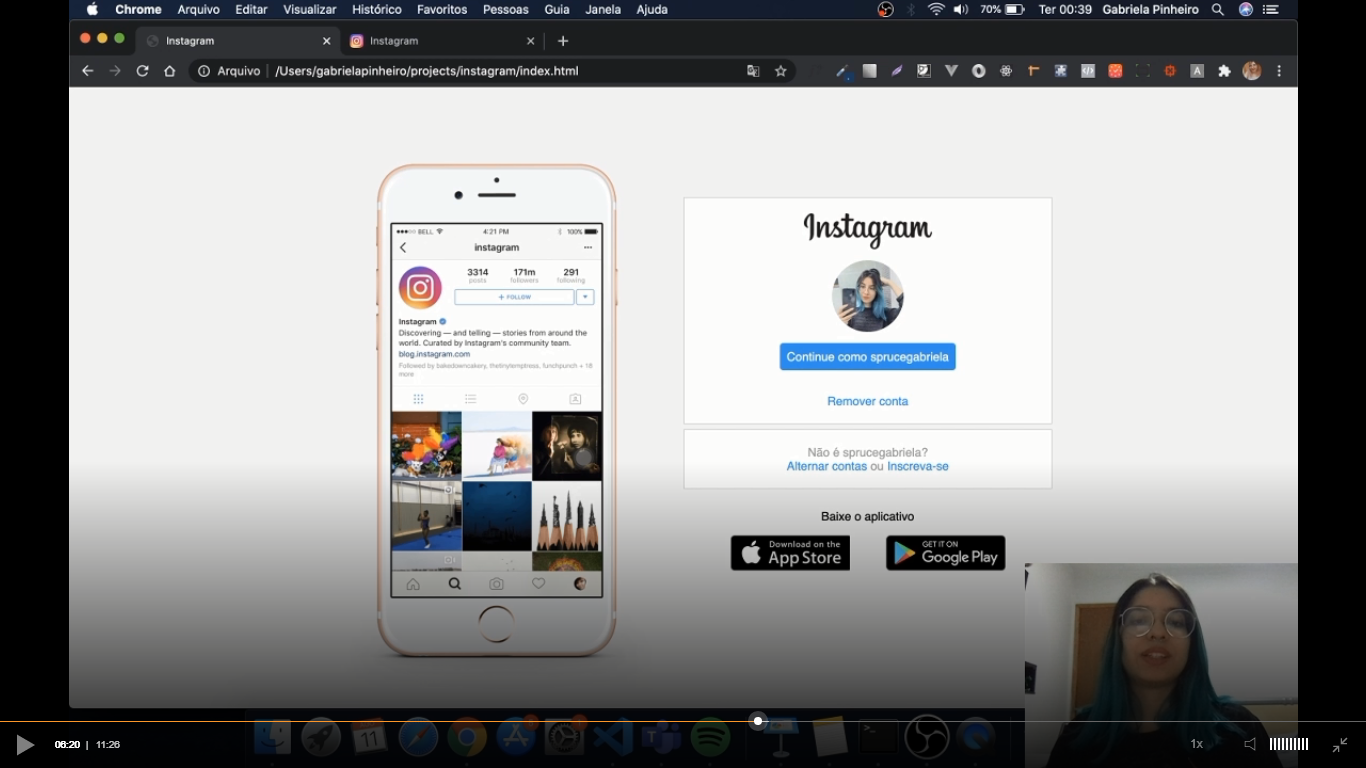 Chrome Arquivo Editar Visualizar Histórico Favoritos Pessoas Guia Janela Ajuda 70% Ter 00:39 Gabriela Pinheiro
Instagram Instagram
Arquivo /Users/gabrielapinheiro/projects/instagram/index.html
BELL 4:21 PM 100%
instagram
3314 171m 291
posts followers following
+ FOLLOW
Instagram
Discovering — and telling — stories from around the
world. Curated by Instagram's community team.
blog.instagram.com
Followed by bakedowncakery, thetinytemptness, lunchpunch + 18
more
Instagram
Continue como sprucegabriela
Remover conta
Não é sprucegabriela?
Alternar contas ou Inscreva-se
Baixe o aplicativo
Download on the
App Store
GET IT ON
Google Play
11
06:20 | 11:26 1x